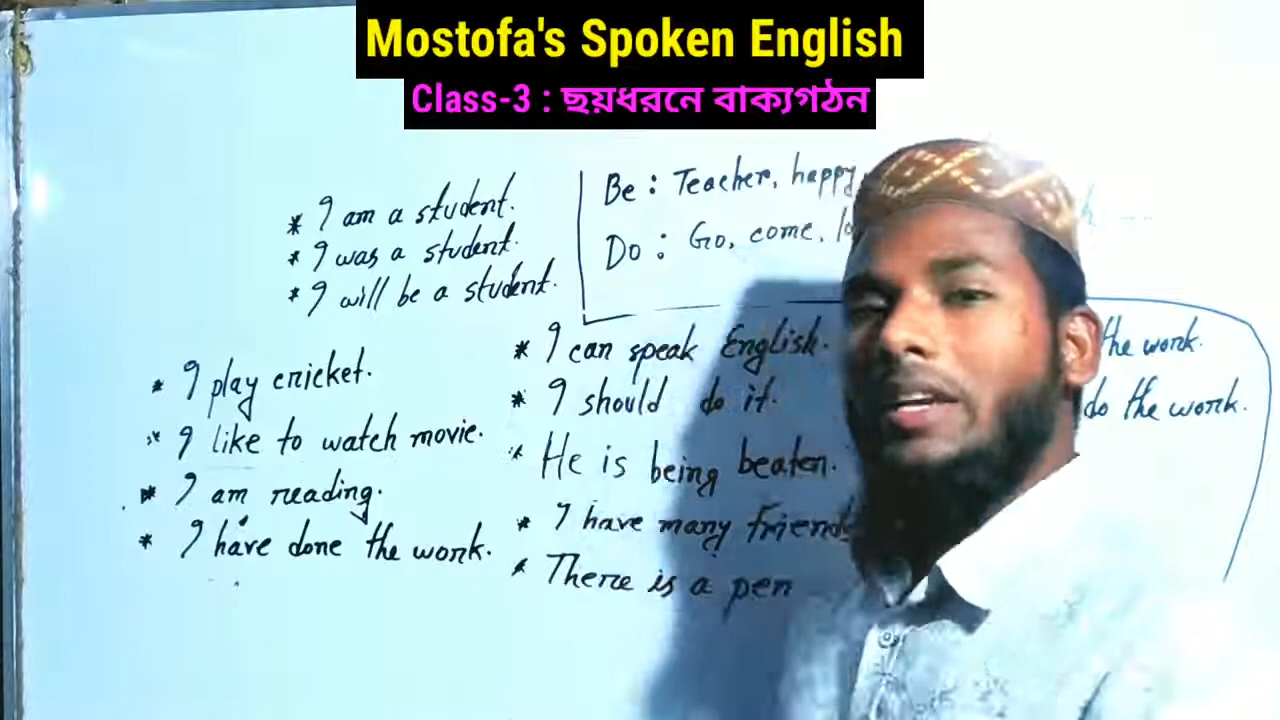 Mostofa's Spoken English
Class-3 : ছয়ধরনে বাক্যগঠন
* I am a student.
* I was a student.
* I will be a student.
Be : Teacher, happy
Do : Go, come,
* I play cricket.
* I like to watch movie.
* I am reading.
* I have done the work.
* I can speak English.
* I should do it.
* He is being beaten.
* I have many friends
* There is a pen
the work.
do the work.